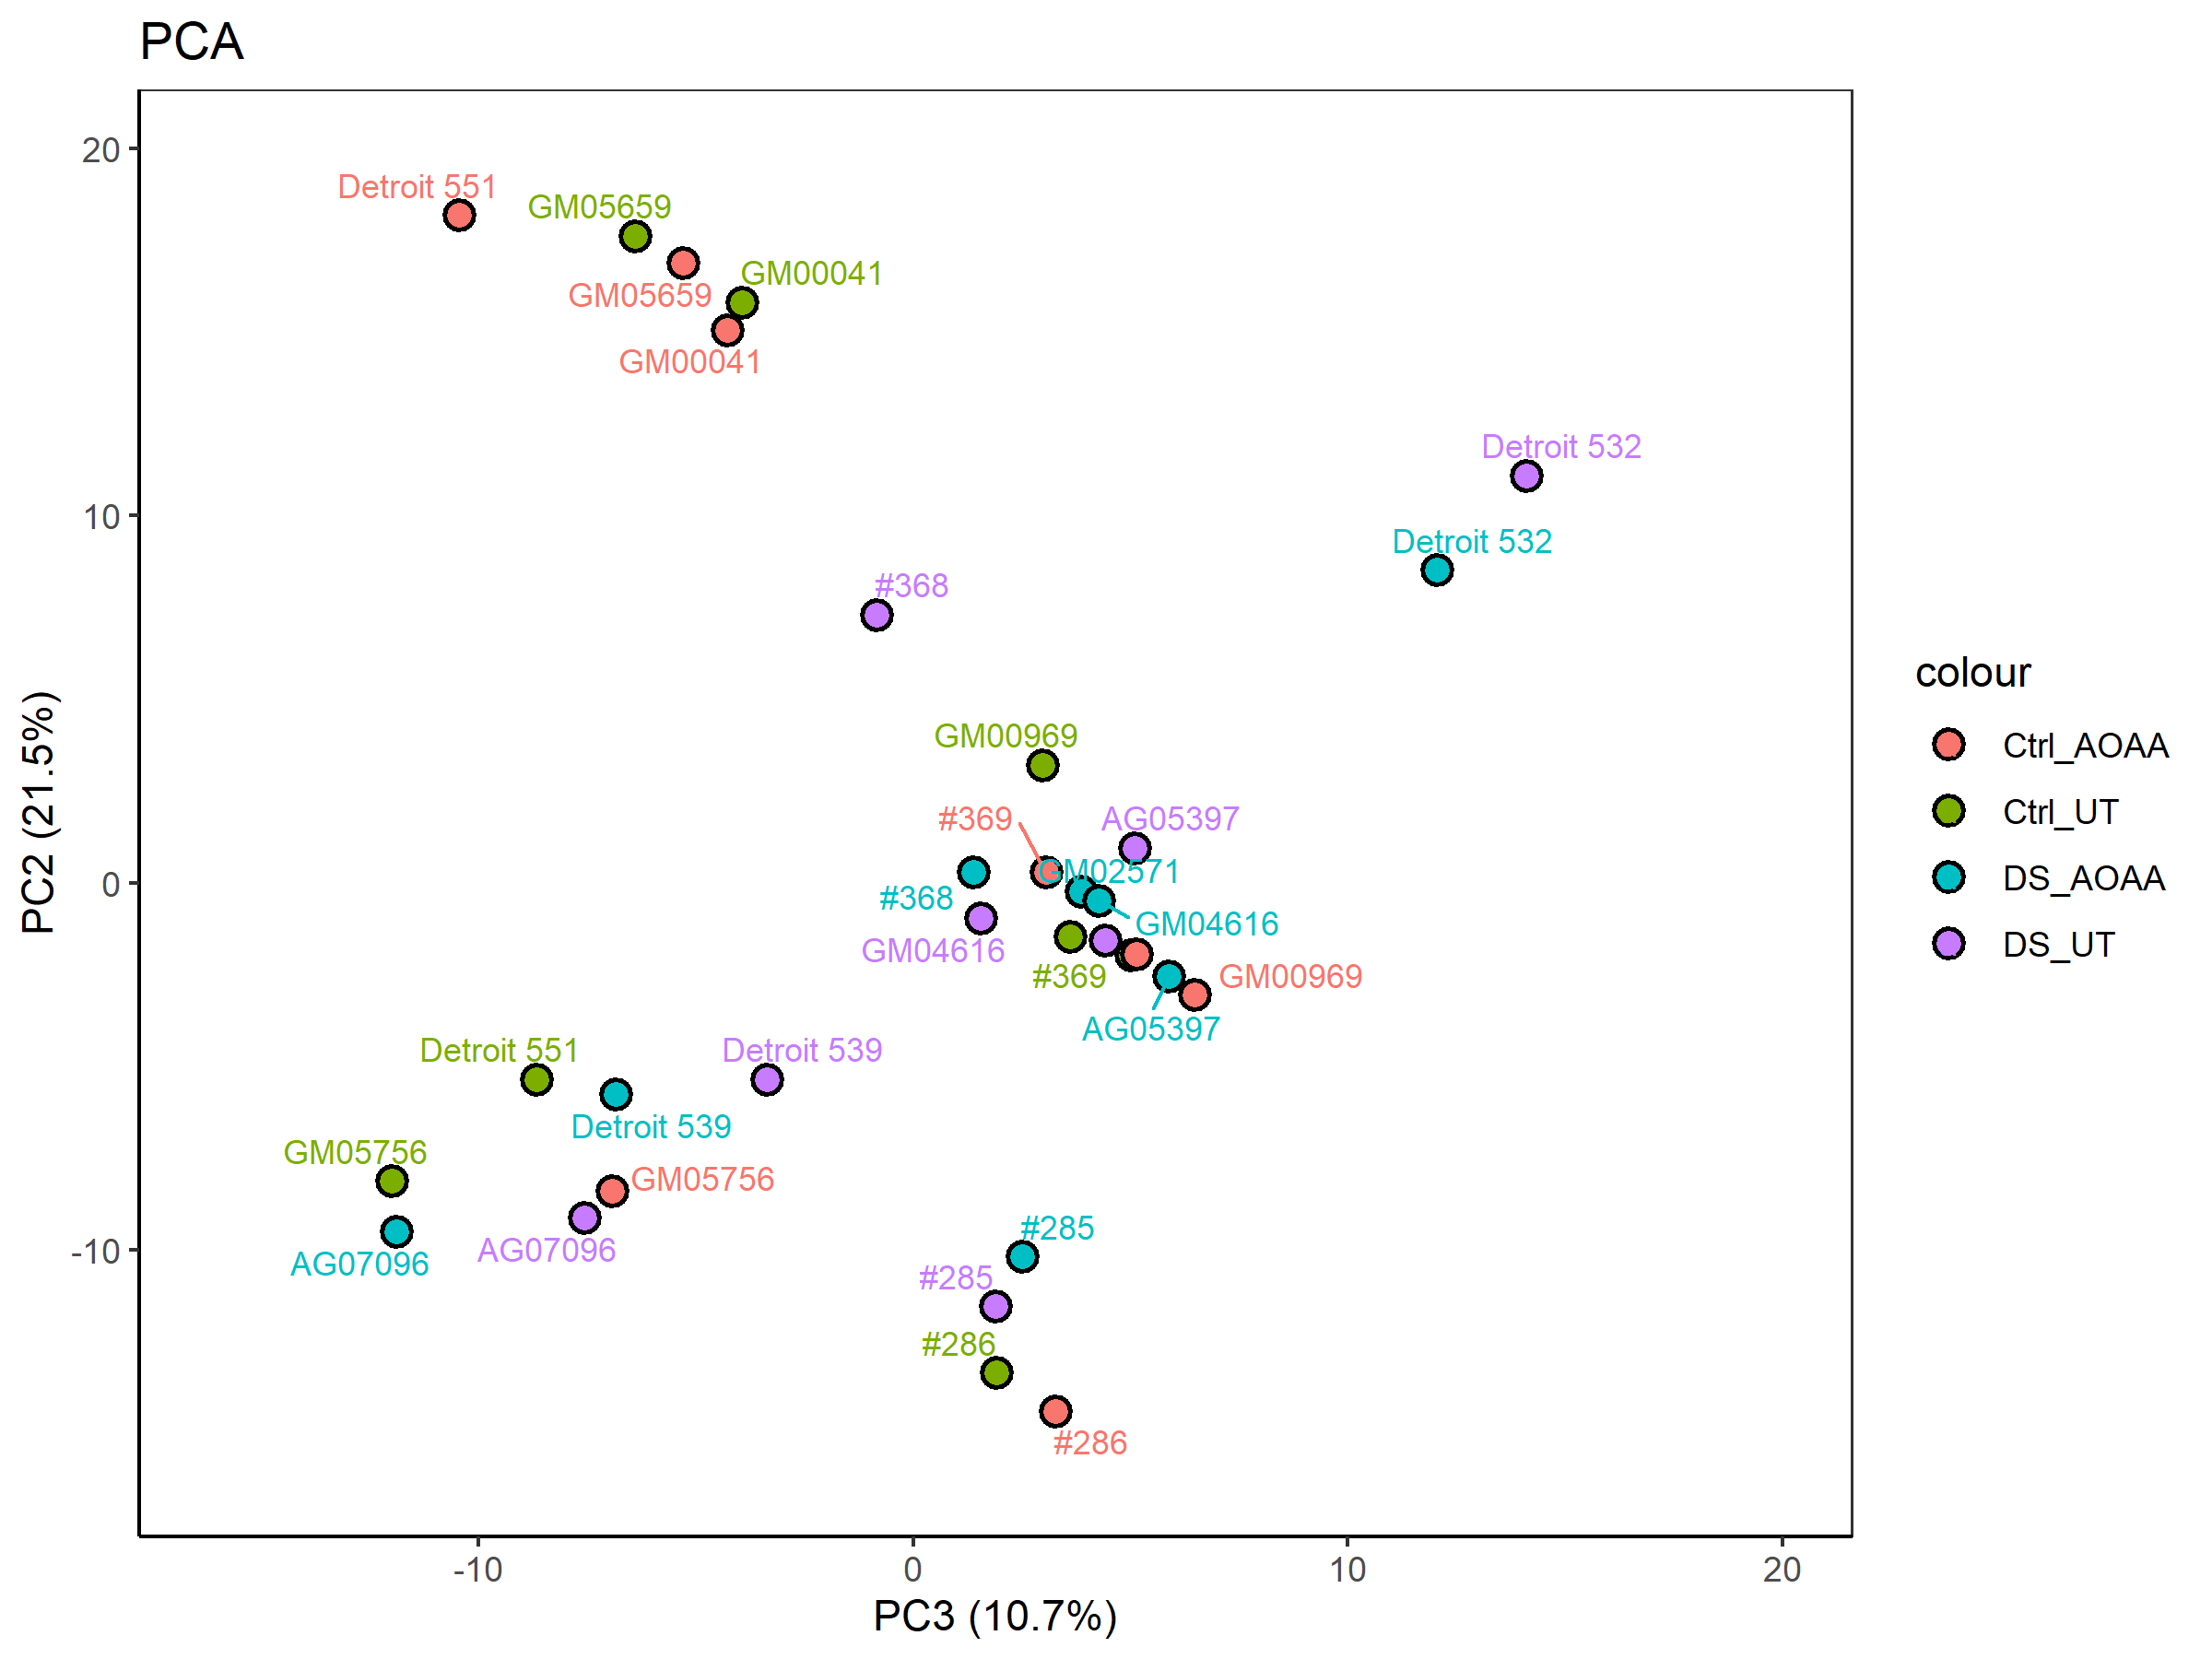 PCA
20
Detroit 551
GM05659
GM00041
GM05659
GM00041
Detroit 532
10
Detroit 532
#368
GM00969
#369
AG05397
GM02571
0
#368
GM04616
GM04616
#369
GM00969
AG05397
Detroit 551
Detroit 539
Detroit 539
GM05756
GM05756
AG07096
AG07096
-10
#285
#285
#286
#286
-10
0
10
20
PC3 (10.7%)
PC2 (21.5%)
colour
Ctrl_AOAA
Ctrl_UT
DS_AOAA
DS_UT